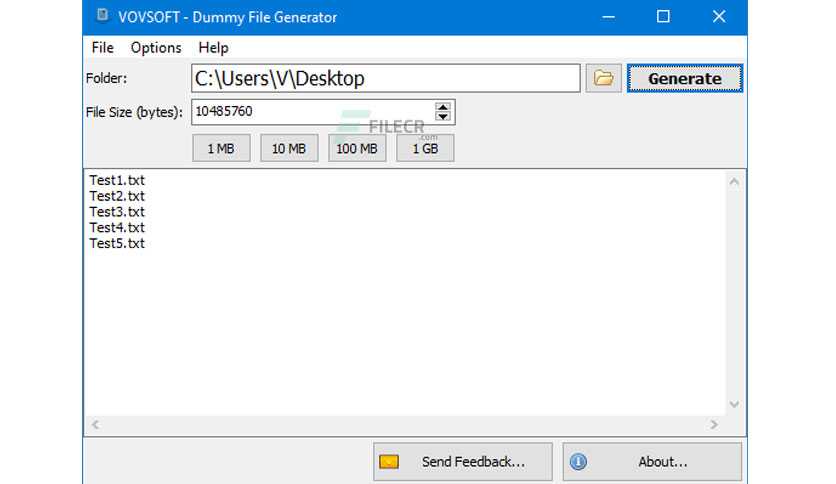 VOVSOFT - Dummy File Generator
File Options Help
Folder: C:\Users\V\Desktop Generate
File Size (bytes): 10485760
FILECR
.com
1 MB 10 MB 100 MB 1 GB
Test1.txt
Test2.txt
Test3.txt
Test4.txt
Test5.txt
Send Feedback... About...